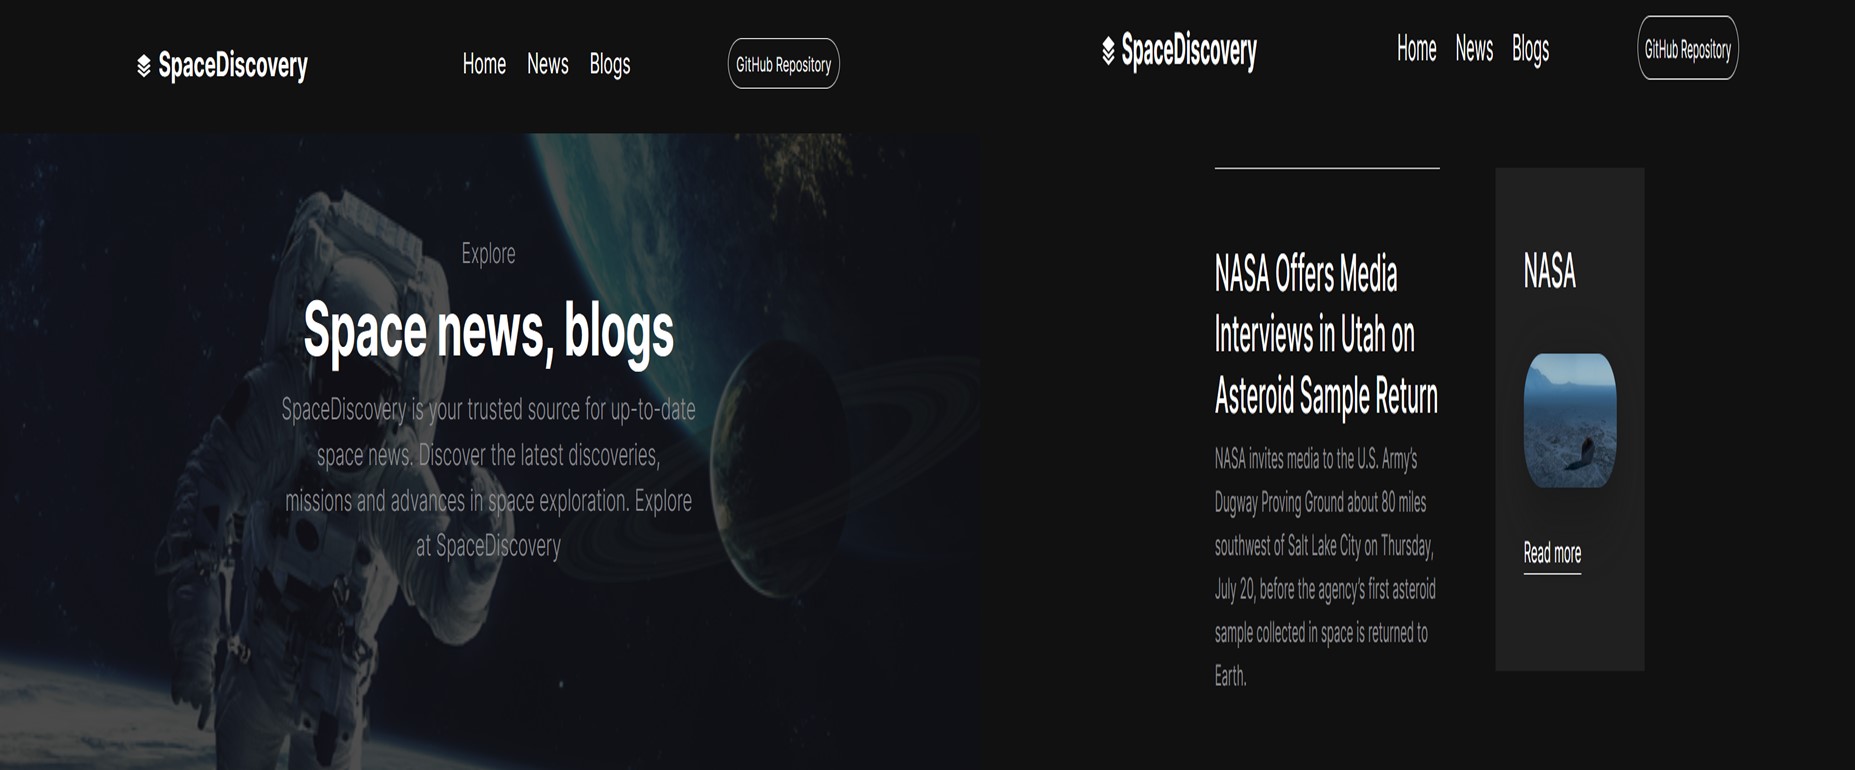 SpaceDiscovery
Home
News
Blogs
GitHub Repository
Explore
Space news, blogs
SpaceDiscovery is your trusted source for up-to-date
space news. Discover the latest discoveries,
missions and advances in space exploration. Explore
at SpaceDiscovery
SpaceDiscovery
Home
News
Blogs
GitHub Repository
NASA Offers Media
Interviews in Utah on
Asteroid Sample Return
NASA invites media to the U.S. Army’s
Dugway Proving Ground about 80 miles
southwest of Salt Lake City on Thursday,
July 20, before the agency’s first asteroid
sample collected in space is returned to
Earth.
NASA
Read more